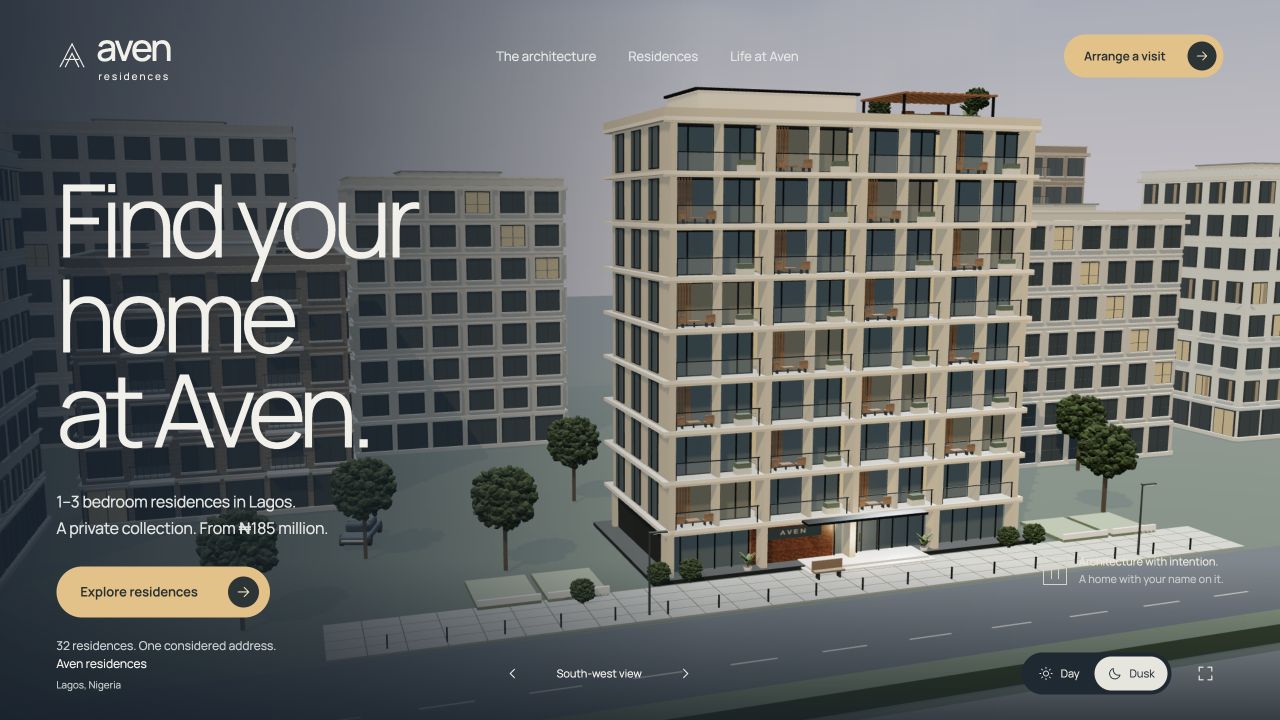 aven
residences
The architecture
Residences
Life at Aven
Arrange a visit
Find your
home
at Aven.
1–3 bedroom residences in Lagos.
A private collection. From ₦185 million.
Explore residences
AVEN
Architecture with intention.
A home with your name on it.
32 residences. One considered address.
Aven residences
Lagos, Nigeria
South-west view
Day
Dusk